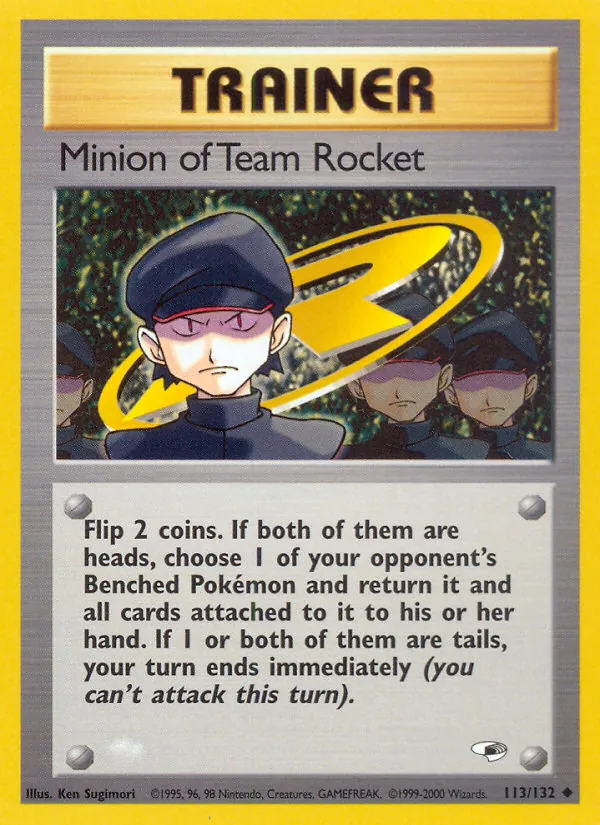 TRAINER
Minion of Team Rocket
Flip 2 coins. If both of them are
heads, choose 1 of your opponent's
Benched Pokémon and return it and
all cards attached to it to his or her
hand. If 1 or both of them are tails,
your turn ends immediately (you
can't attack this turn).
Illus. Ken Sugimori ©1995, 96, 98 Nintendo, Creatures, GAMEFREAK. ©1999-2000 Wizards. 113/132